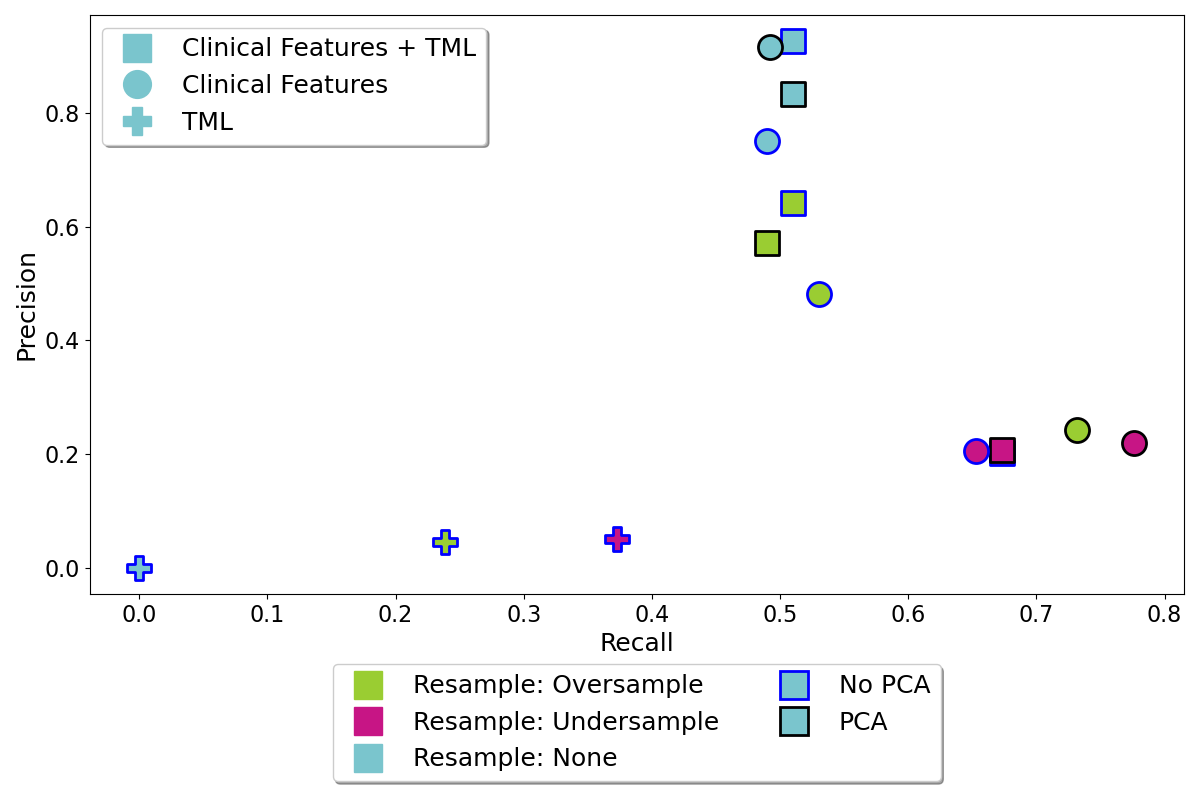 Clinical Features + TML
Clinical Features
TML
Precision
0.8
0.6
0.4
0.2
0.0
0.0 0.1 0.2 0.3 0.4 0.5 0.6 0.7 0.8
Recall
Resample: Oversample
Resample: Undersample
Resample: None
No PCA
PCA